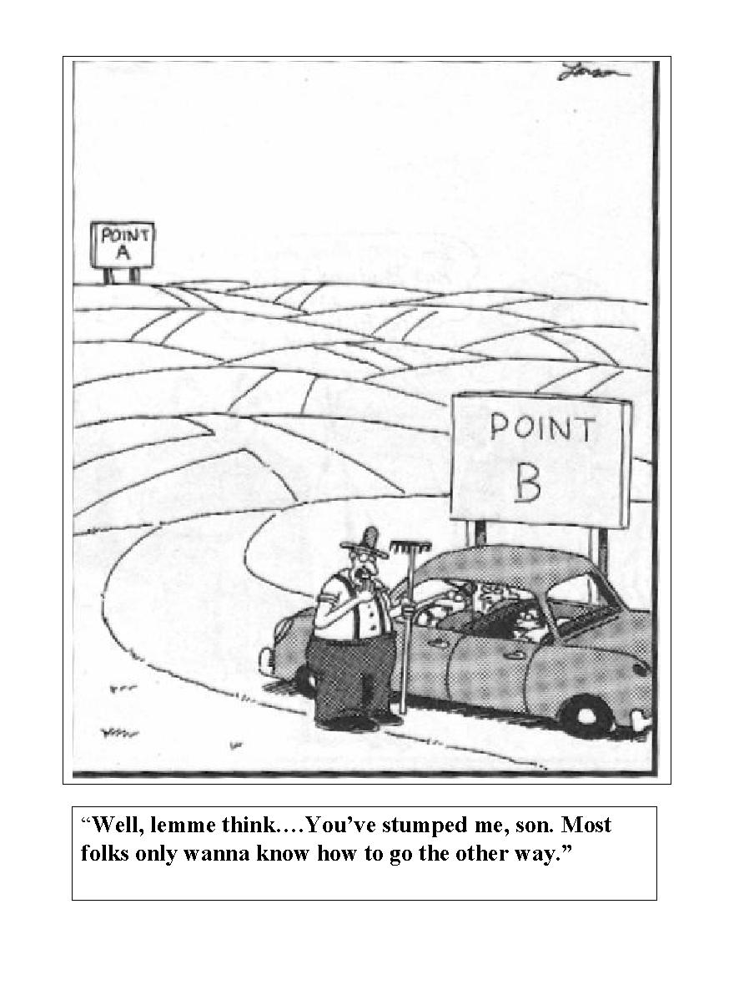 Larson
POINT
A
POINT
B
“Well, lemme think….You’ve stumped me, son. Most
folks only wanna know how to go the other way.”